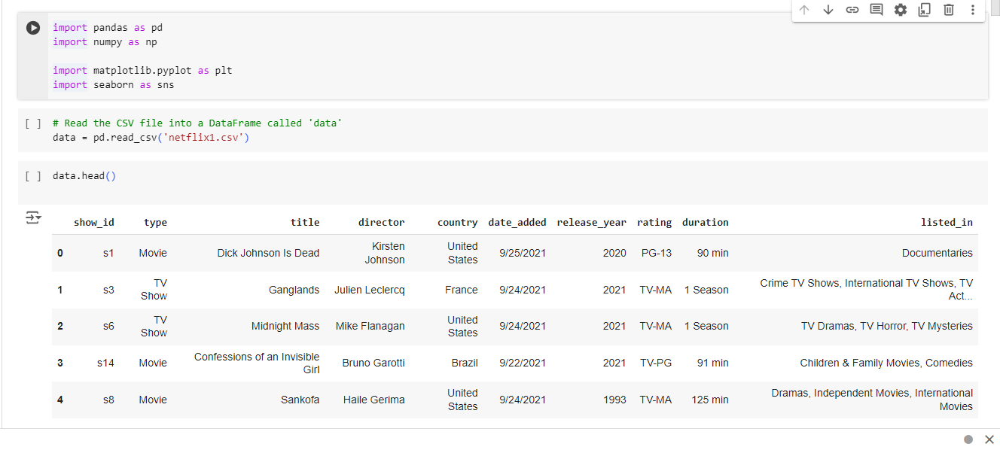 import pandas as pd
import numpy as np
import matplotlib.pyplot as plt
import seaborn as sns
[ ] # Read the CSV file into a DataFrame called 'data'
data = pd.read_csv('netflix1.csv')
[ ] data.head()
show_id type title director country date_added release_year rating duration listed_in
0 s1 Movie Dick Johnson Is Dead Kirsten Johnson United States 9/25/2021 2020 PG-13 90 min Documentaries
1 s3 TV Show Ganglands Julien Leclercq France 9/24/2021 2021 TV-MA 1 Season Crime TV Shows, International TV Shows, TV Act...
2 s6 TV Show Midnight Mass Mike Flanagan United States 9/24/2021 2021 TV-MA 1 Season TV Dramas, TV Horror, TV Mysteries
3 s14 Movie Confessions of an Invisible Girl Bruno Garotti Brazil 9/22/2021 2021 TV-PG 91 min Children & Family Movies, Comedies
4 s8 Movie Sankofa Haile Gerima United States 9/24/2021 1993 TV-MA 125 min Dramas, Independent Movies, International Movies